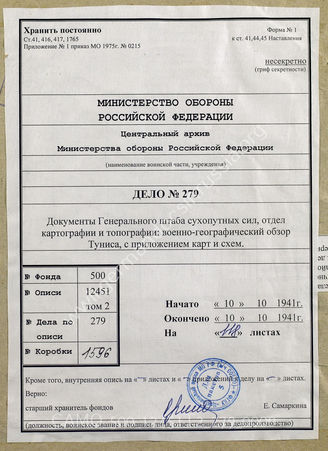 Хранить постоянно
Ст.41, 416, 417, 1765
Приложение № 1 приказ МО 1975г. № 0215
Форма № 1
к ст. 41,44,45 Наставления
несекретно
(гриф секретности)
МИНИСТЕРСТВО ОБОРОНЫ
РОССИЙСКОЙ ФЕДЕРАЦИИ
Центральный архив
Министерства обороны Российской Федерации
(наименование воинской части, учреждения)
ДЕЛО № 279
Документы Генерального штаба сухопутных сил, отдел
картографии и топографии: военно-географический обзор
Туниса, с приложением карт и схем.
№ Фонда 500
№ Описи 12451
том 2
№ Дела по описи 279
№ Коробки 1596
Начато « 10 » 10 1941г.
Окончено « 10 » 10 1941г.
На «118» листах
Кроме того, внутренняя опись на « » листах и « » приложений к делу на « » листах.
Верно:
старший хранитель фондов Е. Самаркина
(должность, воинское звание и подпись лица, ответственного за делопроизводство)